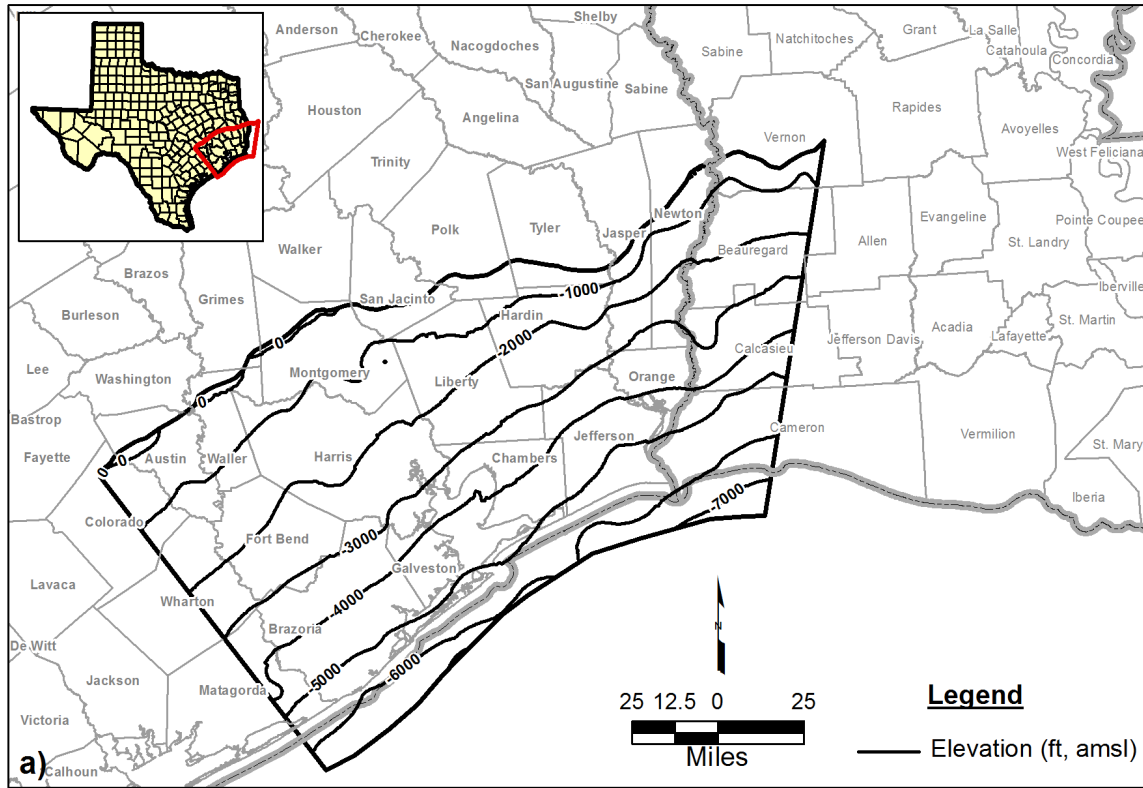 Shelby
Anderson
Cherokee
Nacogdoches
Sabine
Natchitoches
Grant
La Salle
Catahoula
Concordia
San Augustine
Sabine
Houston
Angelina
Rapides
Avoyelles
Vernon
West Feliciana
Trinity
Newton
Evangeline
Pointe Coupee
Polk
Tyler
Jasper
Walker
Beauregard
Allen
St. Landry
Brazos
Grimes
San Jacinto
-1000
Iberville
Burleson
Hardin
St. Martin
0
-2000
Acadia
Lafayette
Jefferson Davis
Calcasieu
Lee
Washington
Montgomery
Liberty
Orange
0
Bastrop
Cameron
Jefferson
Vermilion
St. Mary
Fayette
0
0
Austin
Waller
Harris
Chambers
Iberia
-7000
Colorado
Fort Bend
-3000
Galveston
Lavaca
Wharton
-4000
Brazoria
N
De Witt
-5000
-6000
Jackson
Matagorda
Victoria
Calhoun
25 12.5 0 25
Miles
Legend
Elevation (ft, amsl)
a)